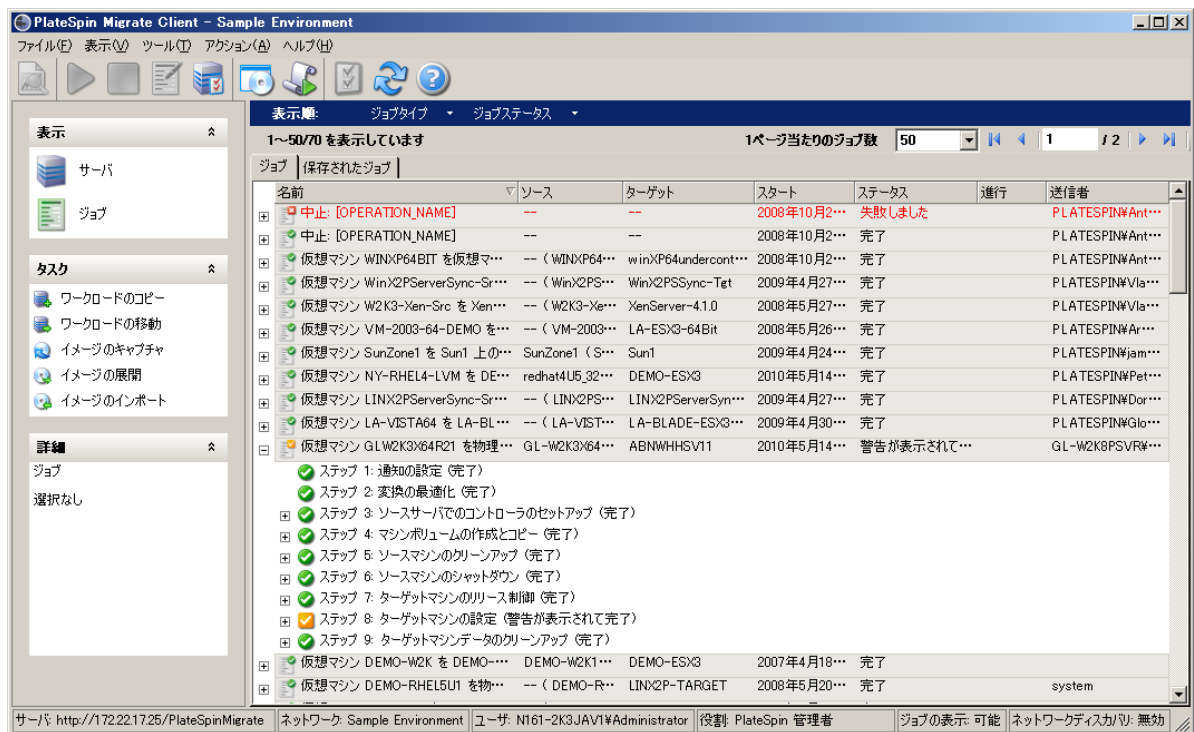 PlateSpin Migrate Client - Sample Environment
ファイル(F) 表示(V) ツール(T) アクション(A) ヘルプ(H)
表示順: ジョブタイプ ジョブステータス
1～50/70 を表示しています 1ページ当たりのジョブ数 50 1 / 2
ジョブ 保存されたジョブ
表示
サーバ
ジョブ
タスク
ワークロードのコピー
ワークロードの移動
イメージのキャプチャ
イメージの展開
イメージのインポート
詳細
ジョブ
選択なし
名前 ソース ターゲット スタート ステータス 進行 送信者
中止: [OPERATION_NAME] -- -- 2008年10月2… 失敗しました PLATESPIN¥Ant…
中止: [OPERATION_NAME] -- -- 2008年10月2… 完了 PLATESPIN¥Ant…
仮想マシン WINXP64BIT を仮想マ… -- ( WINXP64… winXP64undercont… 2008年10月2… 完了 PLATESPIN¥Ant…
仮想マシン WinX2PServerSync-Sr… -- ( WinX2PS… WinX2PSSync-Tgt 2009年4月27… 完了 PLATESPIN¥Vla…
仮想マシン W2K3-Xen-Src を Xen… -- ( W2K3-Xe… XenServer-4.1.0 2008年5月27… 完了 PLATESPIN¥Vla…
仮想マシン VM-2003-64-DEMO を… -- ( VM-2003… LA-ESX3-64Bit 2008年5月26… 完了 PLATESPIN¥Ar…
仮想マシン SunZone1 を Sun1 上の… SunZone1 (S… Sun1 2009年4月24… 完了 PLATESPIN¥jam…
仮想マシン NY-RHEL4-LVM を DE… redhat4U5_32… DEMO-ESX3 2010年5月14… 完了 PLATESPIN¥Pet…
仮想マシン LINX2PServerSync-Sr… -- ( LINX2PS… LINX2PServerSyn… 2009年4月27… 完了 PLATESPIN¥Dor…
仮想マシン LA-VISTA64 を LA-BL… -- ( LA-VIST… LA-BLADE-ESX3… 2009年4月30… 完了 PLATESPIN¥Glo…
仮想マシン GLW2K3X64R21 を物理… GL-W2K3X64… ABNWHHSV11 2010年5月14… 警告が表示されて… GL-W2K8PSVR¥…
ステップ 1: 通知の設定 (完了)
ステップ 2: 変換の最適化 (完了)
ステップ 3: ソースサーバでのコントローラのセットアップ (完了)
ステップ 4: マシンボリュームの作成とコピー (完了)
ステップ 5: ソースマシンのクリーンアップ (完了)
ステップ 6: ソースマシンのシャットダウン (完了)
ステップ 7: ターゲットマシンのリリース制御 (完了)
ステップ 8: ターゲットマシンの設定 (警告が表示されて完了)
ステップ 9: ターゲットマシンデータのクリーンアップ (完了)
仮想マシン DEMO-W2K を DEMO-… DEMO-W2K1… DEMO-ESX3 2007年4月18… 完了
仮想マシン DEMO-RHEL5U1 を物… -- ( DEMO-R… LINX2P-TARGET 2008年5月20… 完了 system
サーバ: http://172.22.17.25/PlateSpinMigrate ネットワーク: Sample Environment ユーザ: N161-2K3JAV1¥Administrator 役割: PlateSpin 管理者 ジョブの表示: 可能 ネットワークディスカバリ: 無効